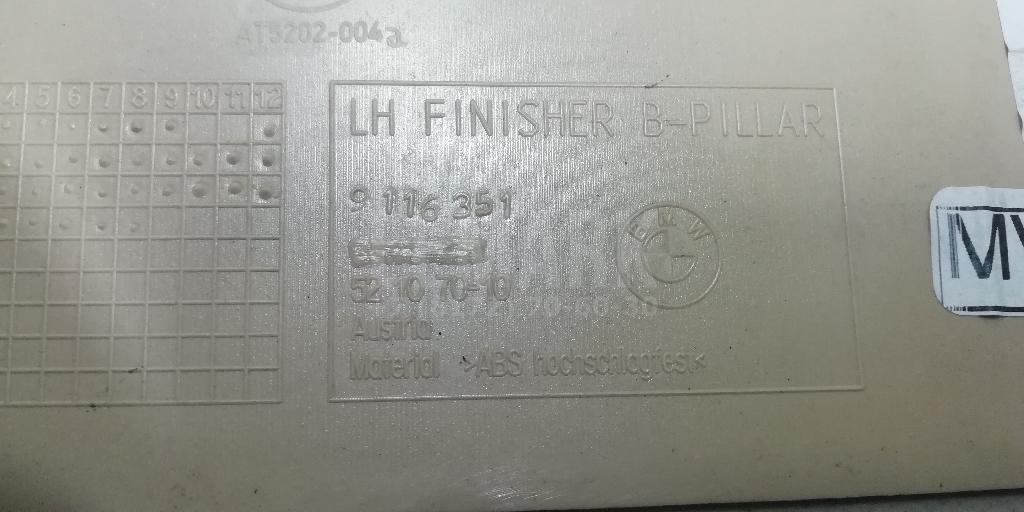 AT5202-004a
4 5 6 7 8 9 10 11 12
LH FINISHER B-PILLAR
9 116 351
BMW
52 10 70-10
Austria
Material >ABS hochschlagfest<
MY